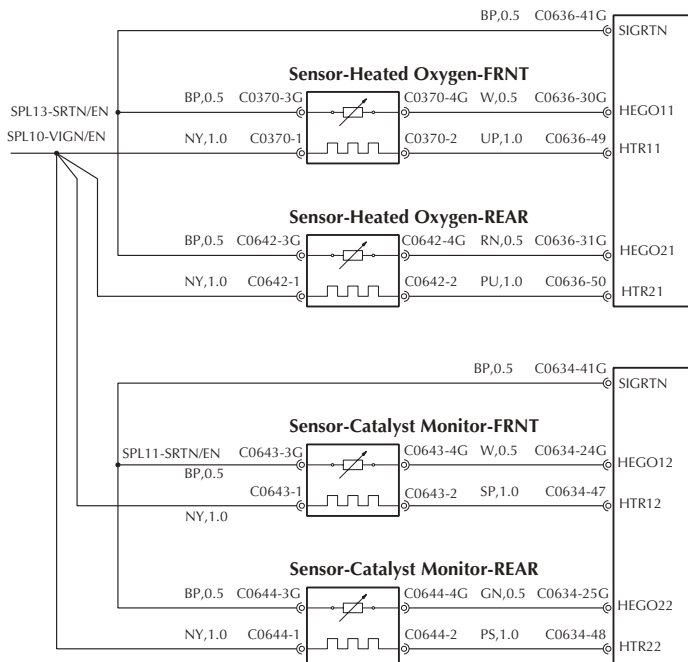 BP,0.5 C0636-41G
SIGRTN
Sensor-Heated Oxygen-FRNT
BP,0.5 C0370-3G C0370-4G W,0.5 C0636-30G
HEGO11
SPL13-SRTN/EN
SPL10-VIGN/EN
NY,1.0 C0370-1 C0370-2 UP,1.0 C0636-49
HTR11
Sensor-Heated Oxygen-REAR
BP,0.5 C0642-3G C0642-4G RN,0.5 C0636-31G
HEGO21
NY,1.0 C0642-1 C0642-2 PU,1.0 C0636-50
HTR21
BP,0.5 C0634-41G
SIGRTN
Sensor-Catalyst Monitor-FRNT
SPL11-SRTN/EN C0643-3G C0643-4G W,0.5 C0634-24G
HEGO12
BP,0.5
C0643-1 C0643-2 SP,1.0 C0634-47
HTR12
NY,1.0
Sensor-Catalyst Monitor-REAR
BP,0.5 C0644-3G C0644-4G GN,0.5 C0634-25G
HEGO22
NY,1.0 C0644-1 C0644-2 PS,1.0 C0634-48
HTR22